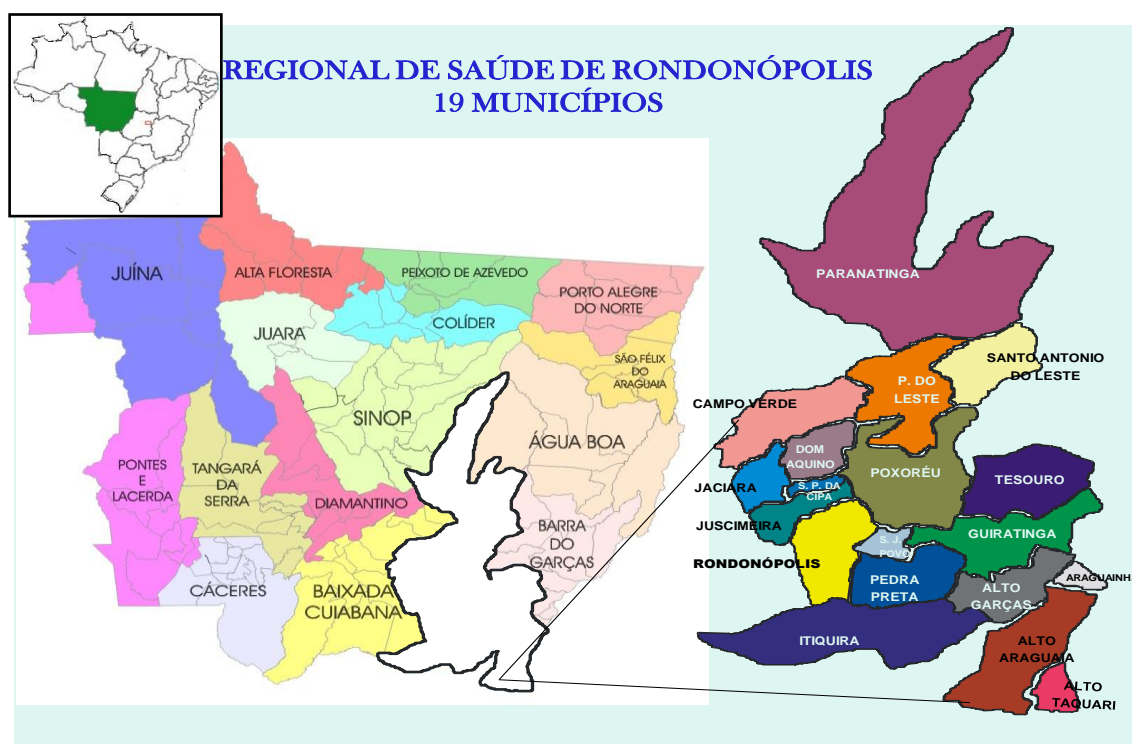 REGIONAL DE SAÚDE DE RONDONÓPOLIS
19 MUNICÍPIOS
JUÍNA
ALTA FLORESTA
PEIXOTO DE AZEVEDO
PORTO ALEGRE
DO NORTE
JUARA
COLÍDER
SÃO FÉLIX
DO
ARAGUAIA
SINOP
ÁGUA BOA
PONTES
E
LACERDA
TANGARÁ
DA
SERRA
DIAMANTINO
BARRA
DO
GARÇAS
CÁCERES
BAIXADA
CUIABANA
PARANATINGA
SANTO ANTONIO
DO LESTE
P. DO
LESTE
CAMPO VERDE
DOM
AQUINO
POXORÉU
TESOURO
JACIARA
S. P. DA
CIPA
JUSCIMEIRA
GUIRATINGA
S. J.
POVO
RONDONÓPOLIS
PEDRA
PRETA
ALTO
GARÇAS
ARAGUAINH
ITIQUIRA
ALTO
ARAGUAIA
ALTO
TAQUARI